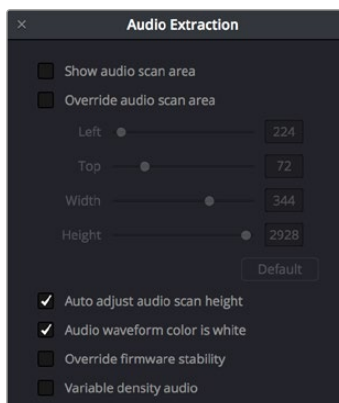 Audio Extraction
Show audio scan area
Override audio scan area
Left 224
Top 72
Width 344
Height 2928
Default
Auto adjust audio scan height
Audio waveform color is white
Override firmware stability
Variable density audio